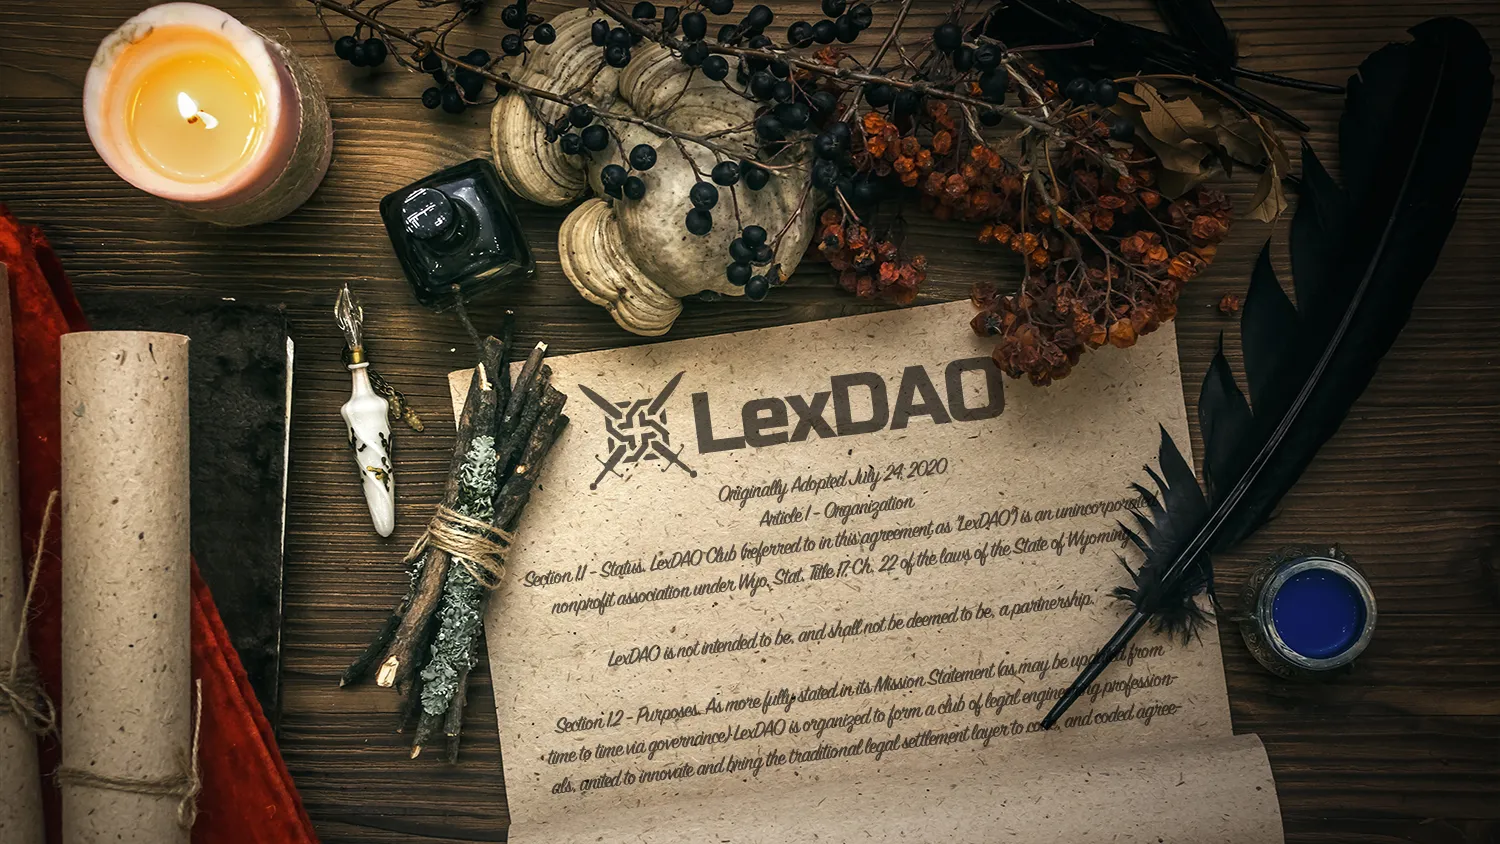 LexDAO
Originally Adopted July 24, 2020
Article I - Organization
Section 1.1 - Status. LexDAO Club (referred to in this agreement as "LexDAO") is an unincorporated
nonprofit association under Wyo. Stat. Title 17, Ch. 22 of the laws of the State of Wyoming
LexDAO is not intended to be, and shall not be deemed to be, a partnership.
Section 1.2 - Purposes. As more fully stated in its Mission Statement (as may be updated from
time to time via governance) LexDAO is organized to form a club of legal engineering profession-
als, united to innovate and bring the traditional legal settlement layer to code, and coded agree-